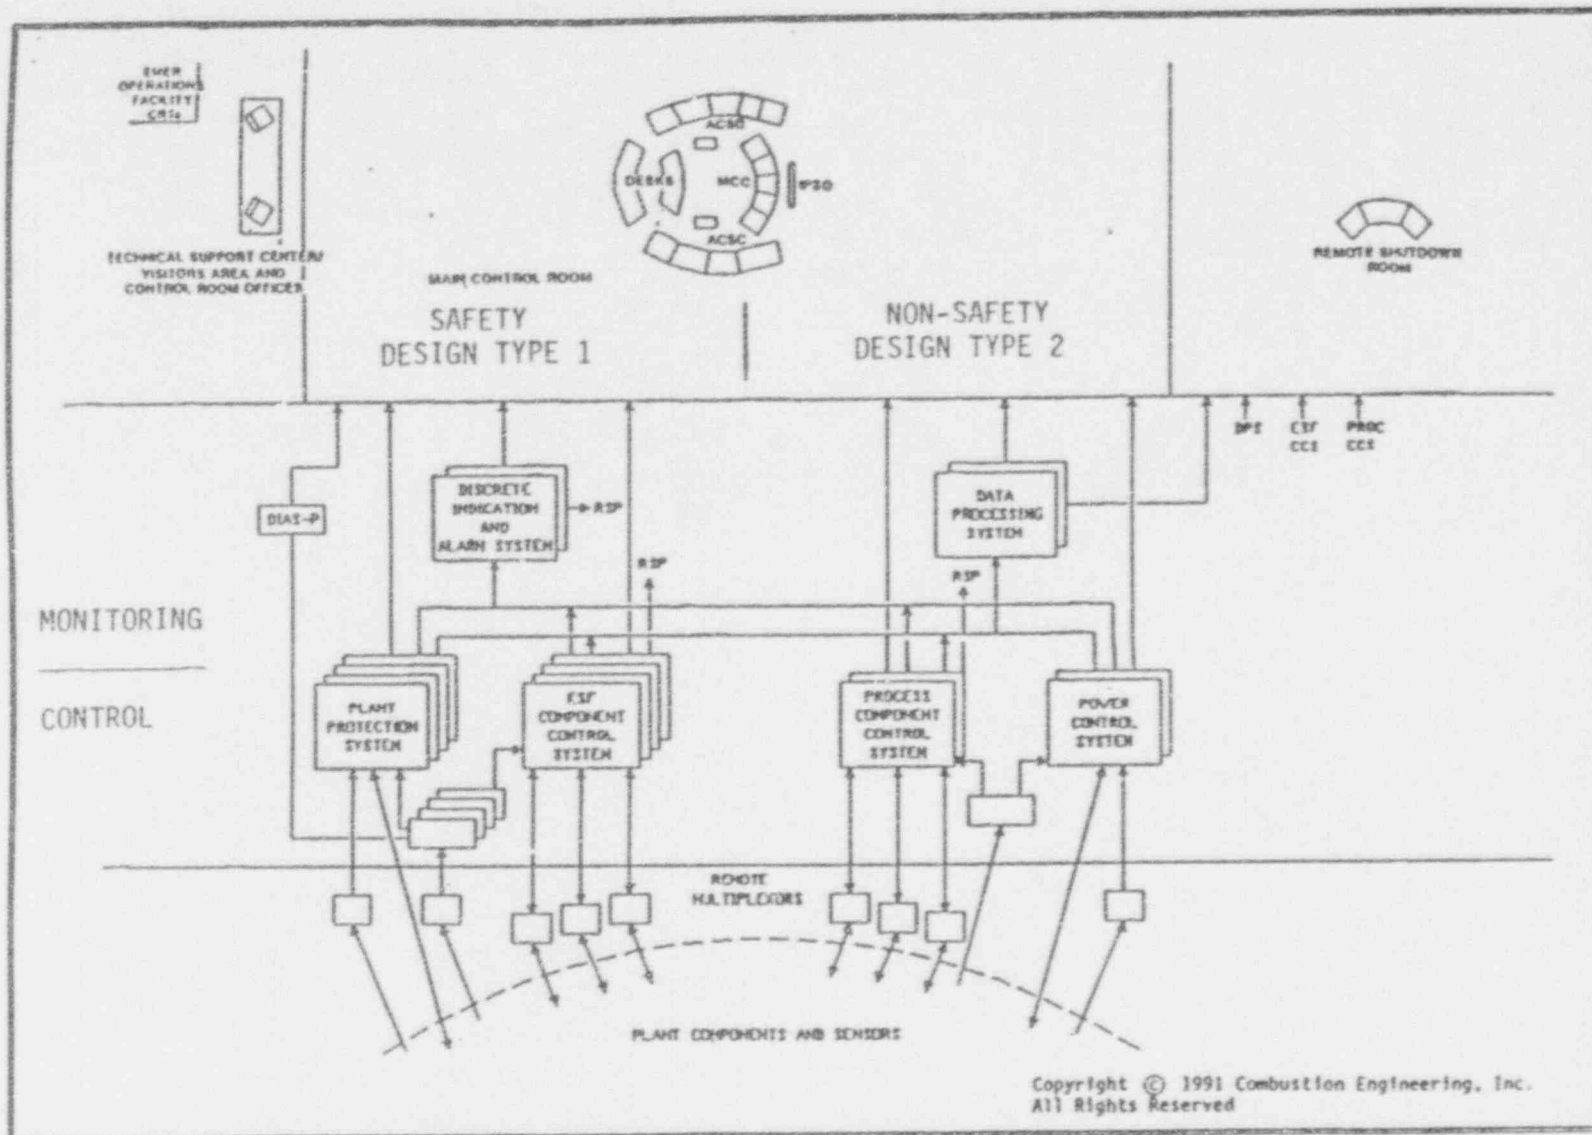 EMER
OPERATIONS
FACILITY
CRTs
TECHNICAL SUPPORT CENTER/
VISITORS AREA AND
CONTROL ROOM OFFICES
ACSC
DESKS
MCC
IPSO
ACSC
MAIN CONTROL ROOM
REMOTE SHUTDOWN
ROOM
SAFETY
DESIGN TYPE 1
NON-SAFETY
DESIGN TYPE 2
DPS
ESF
CCS
PROC
CCS
DIAS-P
DISCRETE
INDICATION
AND
ALARM SYSTEM
RSP
DATA
PROCESSING
SYSTEM
RSP
RSP
MONITORING
CONTROL
PLANT
PROTECTION
SYSTEM
ESF
COMPONENT
CONTROL
SYSTEM
PROCESS
COMPONENT
CONTROL
SYSTEM
POWER
CONTROL
SYSTEM
REMOTE
MULTIPLEXORS
PLANT COMPONENTS AND SENSORS
Copyright © 1991 Combustion Engineering, Inc.
All Rights Reserved